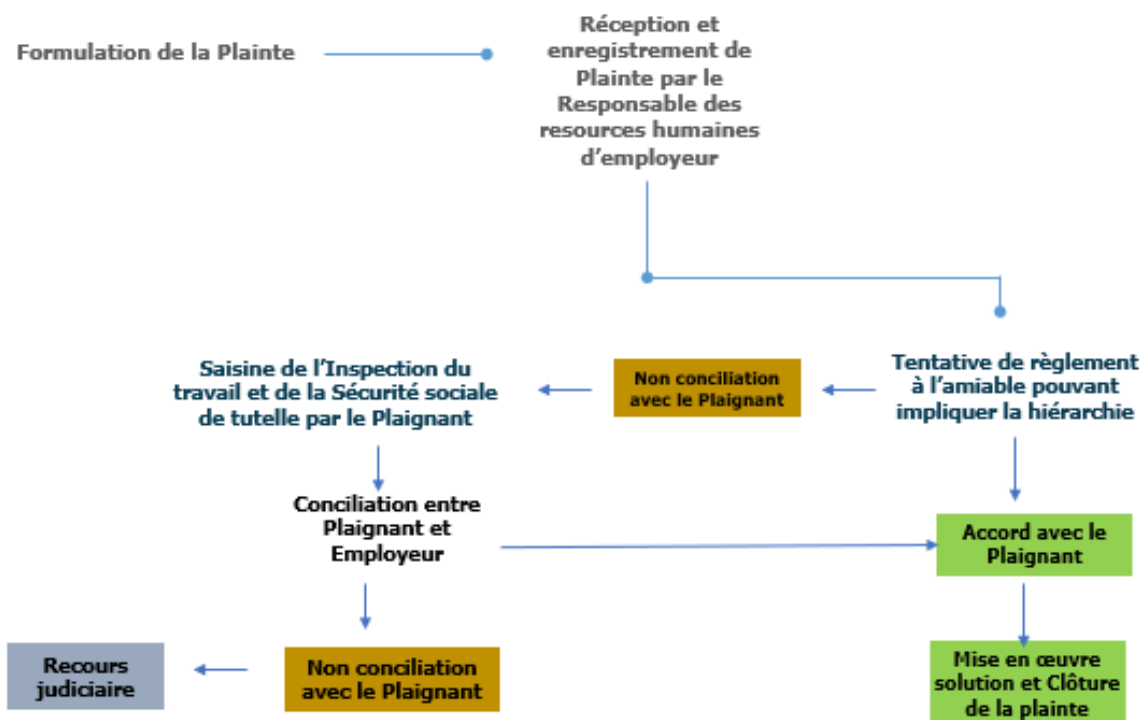 Formulation de la Plainte
Réception et
enregistrement de
Plainte par le
Responsable des
resources humaines
d'employeur
Tentative de règlement
à l'amiable pouvant
impliquer la hiérarchie
Non conciliation
avec le Plaignant
Saisine de l'Inspection du
travail et de la Sécurité sociale
de tutelle par le Plaignant
Conciliation entre
Plaignant et
Employeur
Accord avec le
Plaignant
Recours
judiciaire
Non conciliation
avec le Plaignant
Mise en œuvre
solution et Clôture
de la plainte